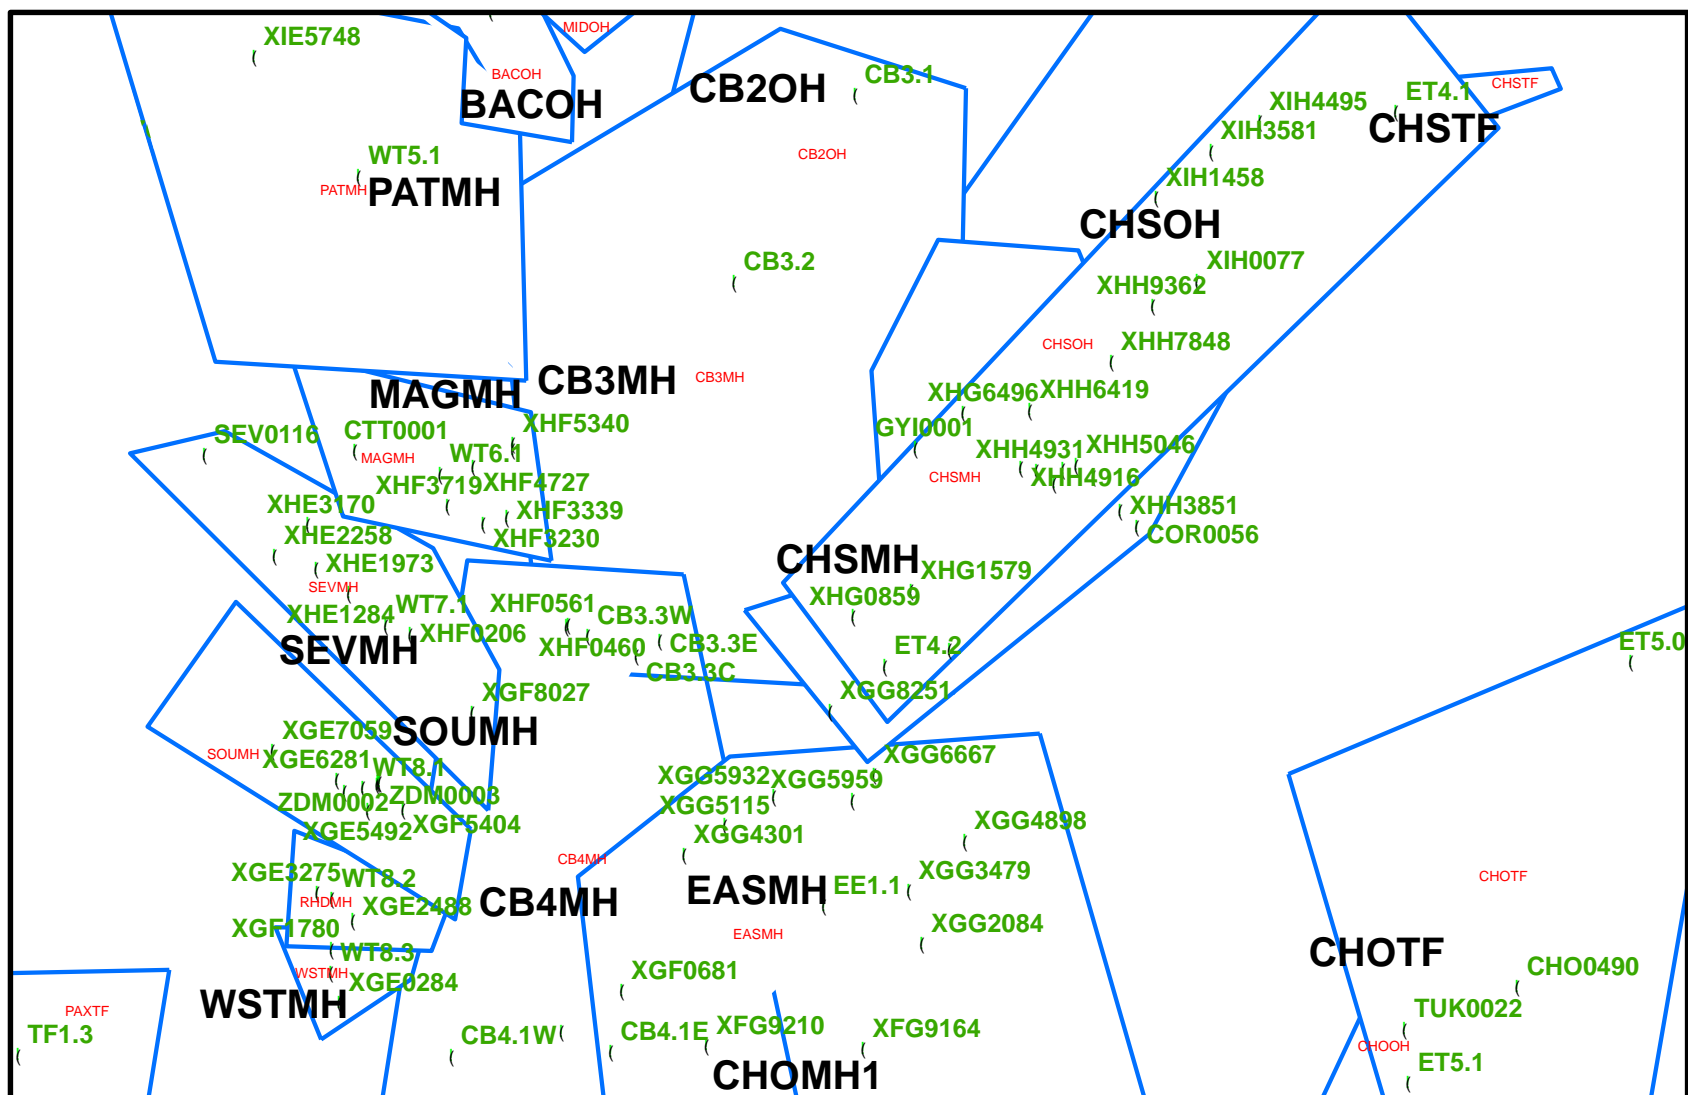 MIDOH
XIE5748
BACOH
CB3.1
CB2OH
BACOH
CHSTF
ET4.1
XIH4495
CHSTF
XIH3581
WT5.1
CB2OH
XIH1458
PATMH
PATMH
CHSOH
CB3.2
XIH0077
XHH9362
CHSOH
XHH7848
CB3MH
CB3MH
MAGMH
XHG6496
XHH6419
XHF5340
CTT0001
SEV0116
GYI0001
MAGMH
WT6.1
XHH4931
XHH5046
CHSMH
XHH4916
XHF3719
XHF4727
XHE3170
XHF3339
XHH3851
XHE2258
XHF3230
COR0056
CHSMH
XHE1973
XHG1579
SEVMH
XHG0859
XHE1284
WT7.1
XHF0561
CB3.3W
XHF0206
SEVMH
XHF0460
CB3.3E
ET4.2
ET5.0
CB3.3C
XGF8027
XGG8251
XGE7059
SOUMH
SOUMH
XGE6281
WT8.1
XGG6667
XGG5932
XGG5959
ZDM0002
ZDM0003
XGG5115
XGE5492
XGF5404
XGG4301
XGG4898
CB4MH
XGE3275
WT8.2
XGG3479
CHOTF
EASMH
EE1.1
RHDMH
XGE2488
CB4MH
XGF1780
XGG2084
EASMH
WT8.3
CHOTF
WSTMH
XGE0284
XGF0681
CHO0490
WSTMH
PAXTF
TUK0022
TF1.3
CB4.1W
CB4.1E
XFG9210
XFG9164
CHOOH
ET5.1
CHOMH1